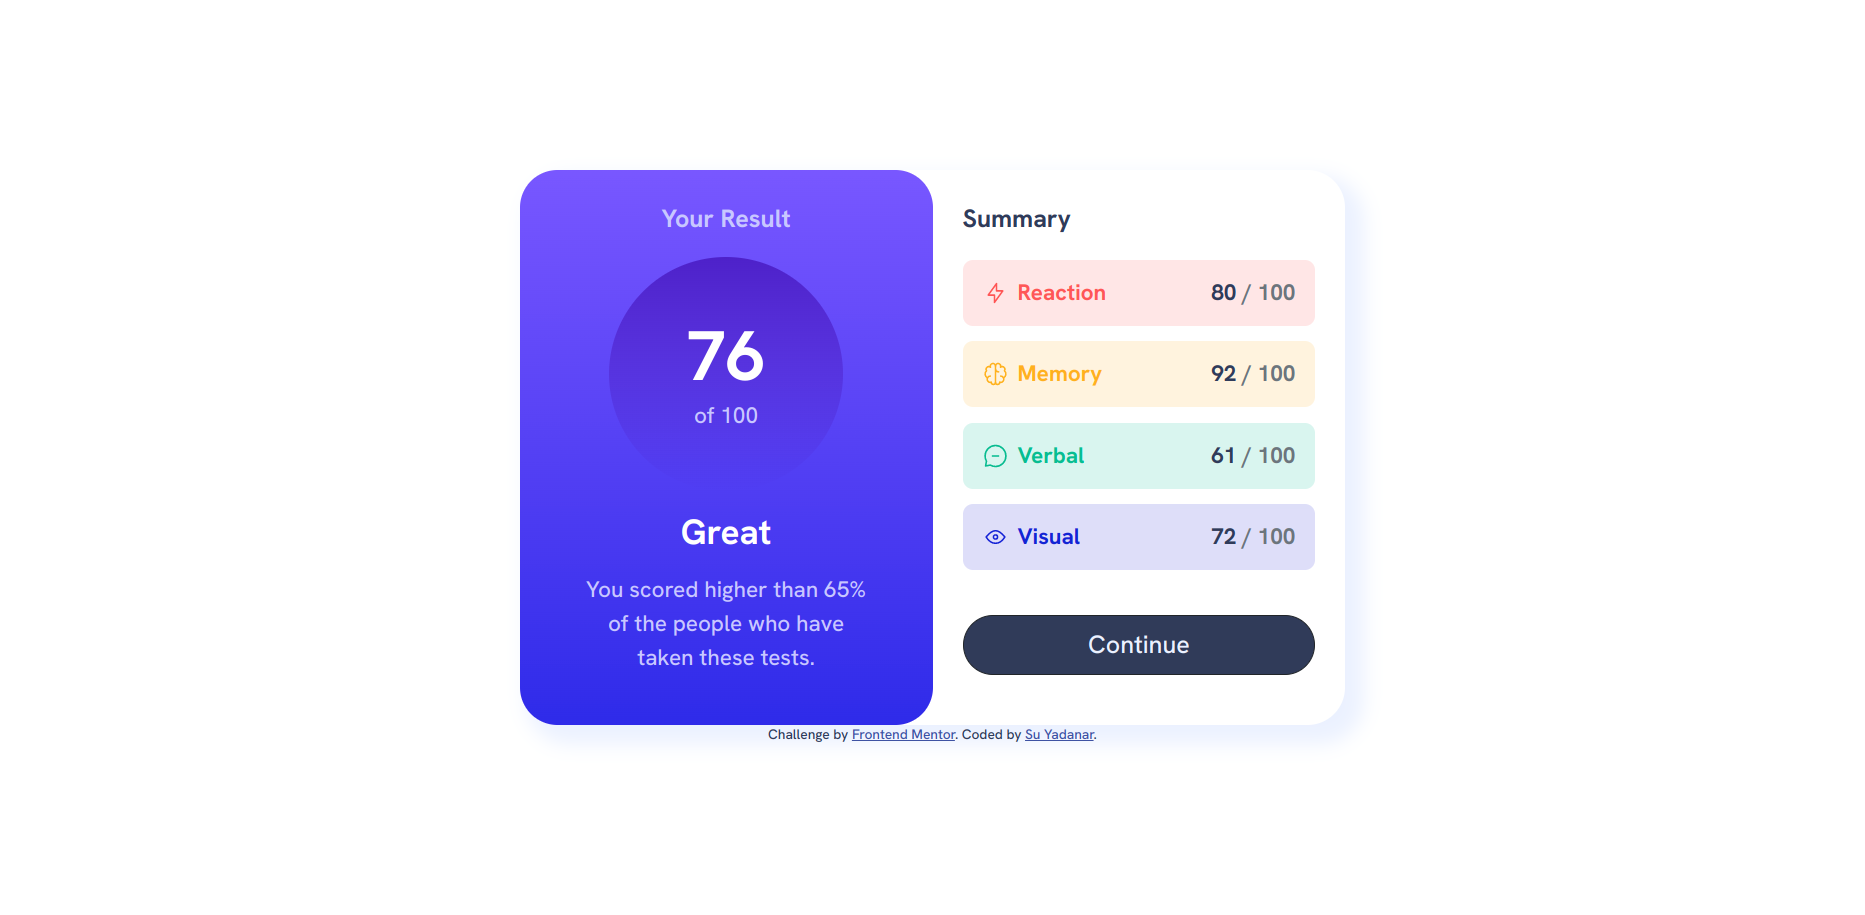 Your Result
76
of 100
Great
You scored higher than 65%
of the people who have
taken these tests.
Summary
Reaction 80 / 100
Memory 92 / 100
Verbal 61 / 100
Visual 72 / 100
Continue
Challenge by Frontend Mentor. Coded by Su Yadanar.